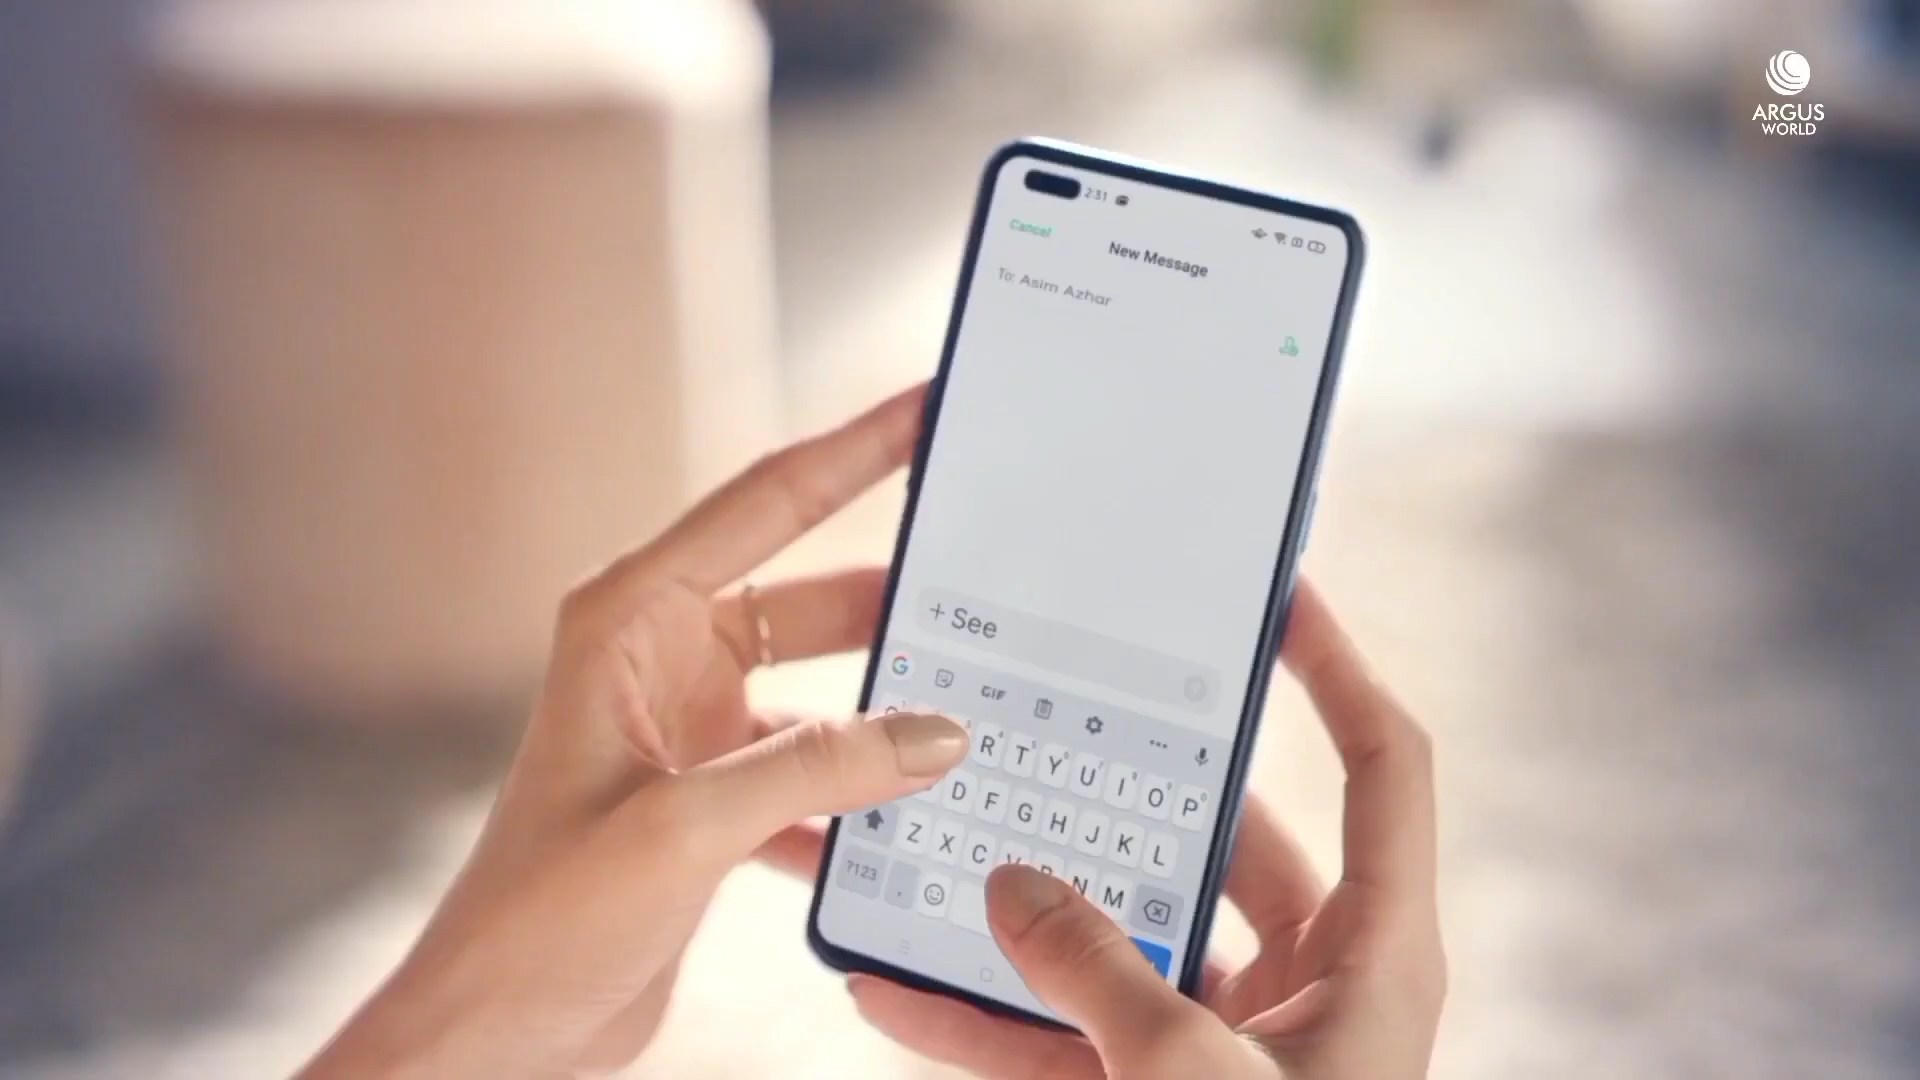 ARGUS
WORLD
2:31
Cancel
New Message
To: Asim Azhar
+ See
G
GIF
R T Y U I O P
D F G H J K L
Z X C V B N M
?123 ,